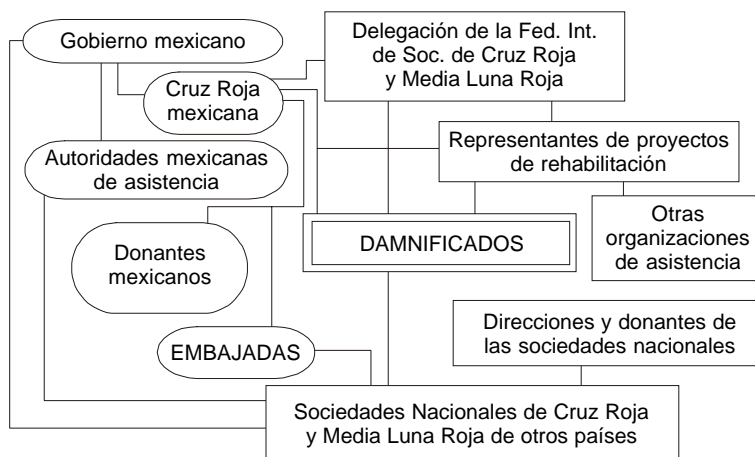 Gobierno mexicano
Delegación de la Fed. Int.
de Soc. de Cruz Roja
y Media Luna Roja
Cruz Roja
mexicana
Autoridades mexicanas
de asistencia
Representantes de proyectos
de rehabilitación
Donantes
mexicanos
DAMNIFICADOS
Otras
organizaciones
de asistencia
EMBAJADAS
Direcciones y donantes de
las sociedades nacionales
Sociedades Nacionales de Cruz Roja
y Media Luna Roja de otros países